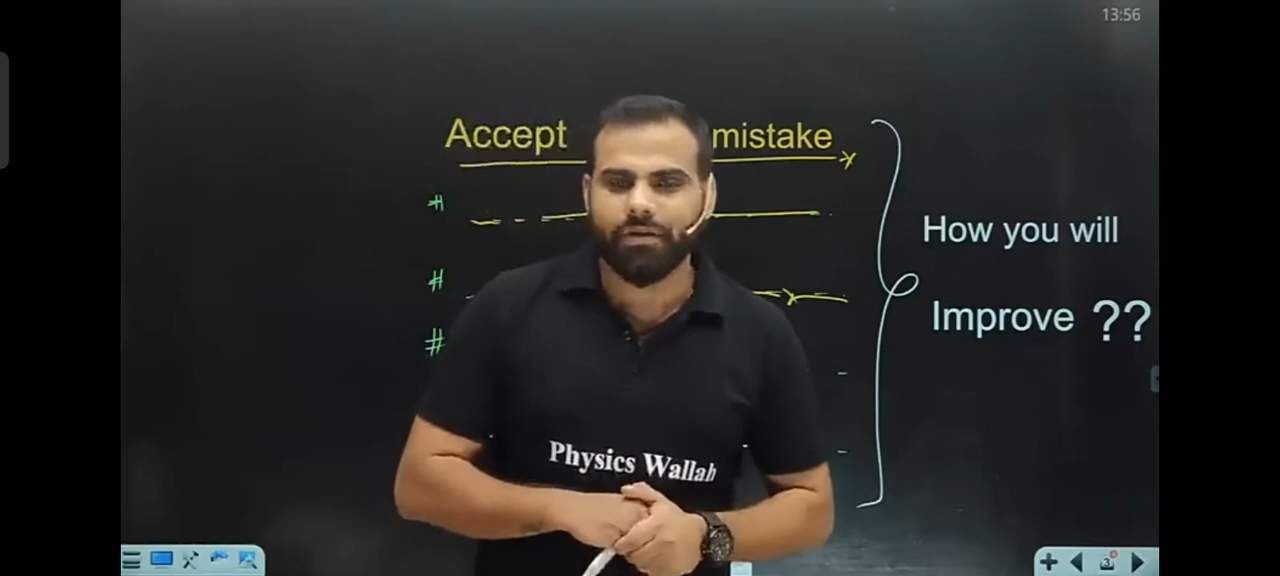 13:56
Accept mistake
#
#
#
How you will
Improve ??
Physics Wallah